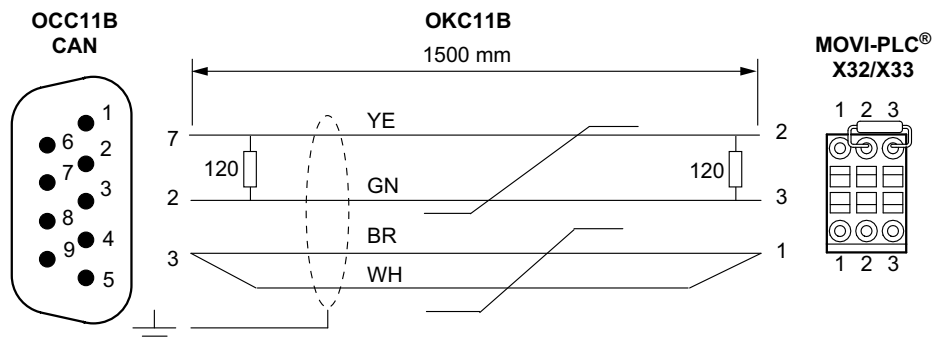 OCC11B
CAN
OKC11B
1500 mm
MOVI-PLC®
X32/X33
1
6
2
7
3
8
4
9
5
7 YE 2
120 120
2 GN 3
3 BR 1
WH
1 2 3
1 2 3